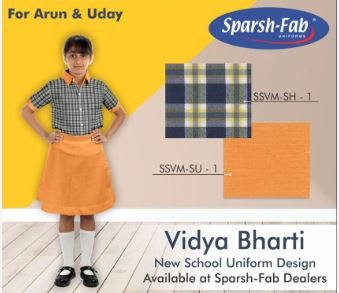 For Arun & Uday
Sparsh-Fab®
UNIFORMS
SSVM-SH - 1
SSVM-SU - 1
Vidya Bharti
New School Uniform Design
Available at Sparsh-Fab Dealers